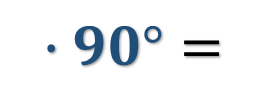 · 90° =